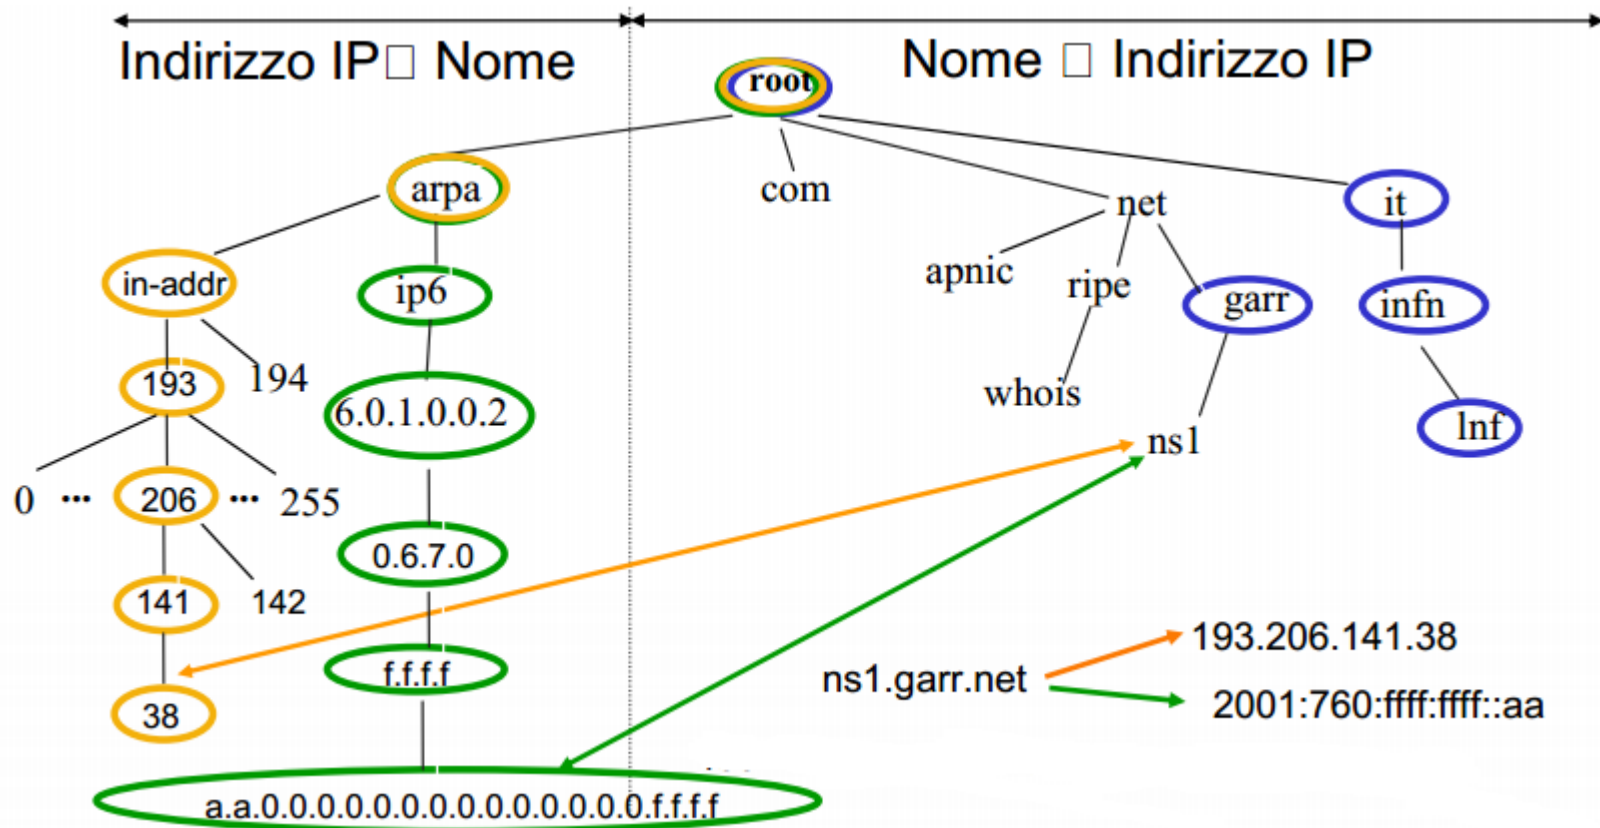 Indirizzo IP□ Nome
Nome □ Indirizzo IP
root
arpa
com
net
it
in-addr
ip6
apnic
ripe
garr
infn
193
194
6.0.1.0.0.2
whois
ns1
lnf
0 ... 206 ... 255
0.6.7.0
141
142
f.f.f.f
38
ns1.garr.net
193.206.141.38
2001:760:ffff:ffff::aa
a.a.0.0.0.0.0.0.0.0.0.0.0.0.0.0.f.f.f.f